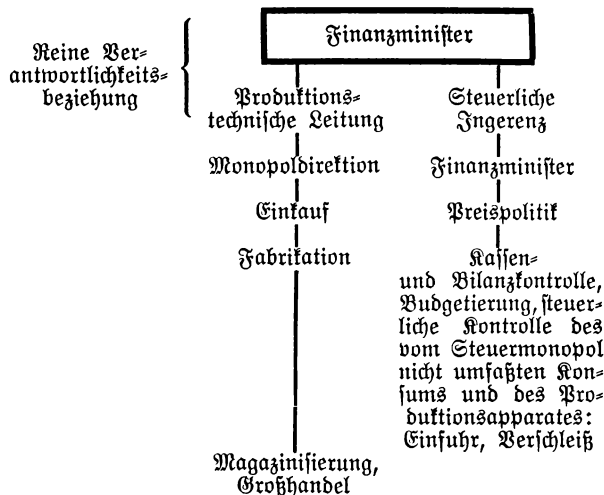 Finanzminister
Reine Ver=
antwortlichkeits=
beziehung
Produktions=
technische Leitung
Monopoldirektion
Einkauf
Fabrikation
Magazinisierung,
Großhandel
Steuerliche
Ingerenz
Finanzminister
Preispolitik
Kassen=
und Bilanzkontrolle,
Budgetierung, steuer=
liche Kontrolle des
vom Steuermonopol
nicht umfaßten Kon=
sums und des Pro=
duktionsapparates:
Einfuhr, Verschleiß